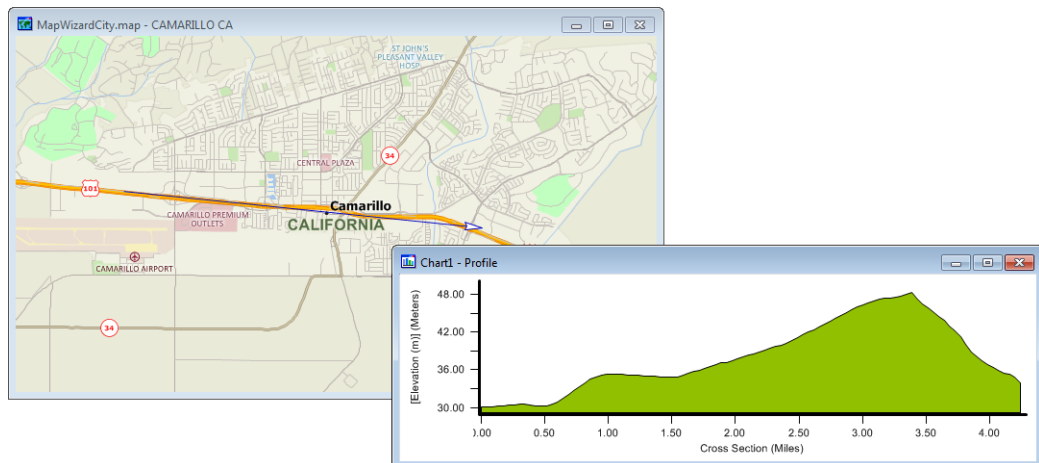 MapWizardCity.map - CAMARILLO CA
ST JOHN'S
PLEASANT VALLEY
HOSP
34
CENTRAL PLAZA
101
Camarillo
CAMARILLO PREMIUM
OUTLETS
CALIFORNIA
CAMARILLO AIRPORT
34
Chart1 - Profile
[Elevation (m)] (Meters)
48.00
42.00
36.00
30.00
0.00 0.50 1.00 1.50 2.00 2.50 3.00 3.50 4.00
Cross Section (Miles)